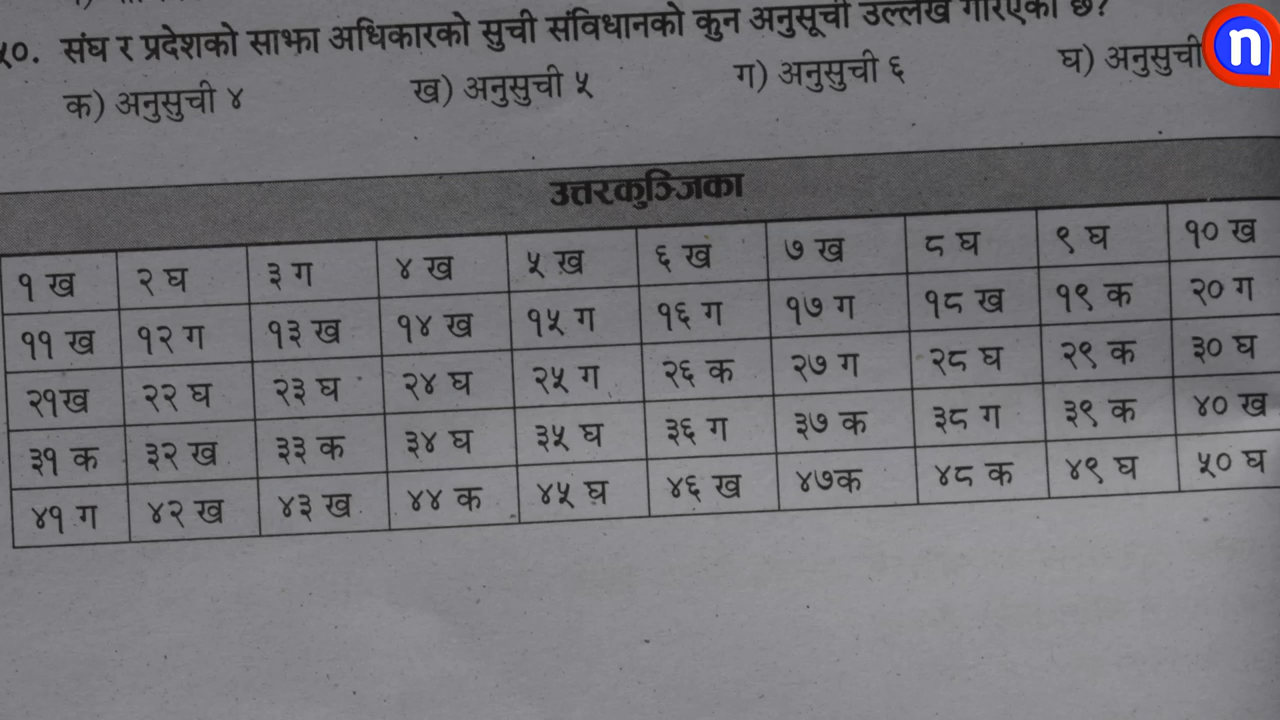 ५०. संघ र प्रदेशको साझा अधिकारको सुची संविधानको कुन अनुसूची उल्लेख गरिएको छ?
क) अनुसुची ४ ख) अनुसुची ५ ग) अनुसुची ६ घ) अनुसुची
n
उत्तरकुञ्जिका
१ ख २ घ ३ ग ४ ख ५ ख ६ ख ७ ख ८ घ ९ घ १० ख
११ ख १२ ग १३ ख १४ ख १५ ग १६ ग १७ ग १८ ख १९ क २० ग
२१ख २२ घ २३ घ २४ घ २५ ग २६ क २७ ग २८ घ २९ क ३० घ
३१ क ३२ ख ३३ क ३४ घ ३५ घ ३६ ग ३७ क ३८ ग ३९ क ४० ख
४१ ग ४२ ख ४३ ख ४४ क ४५ घ ४६ ख ४७क ४८ क ४९ घ ५० घ